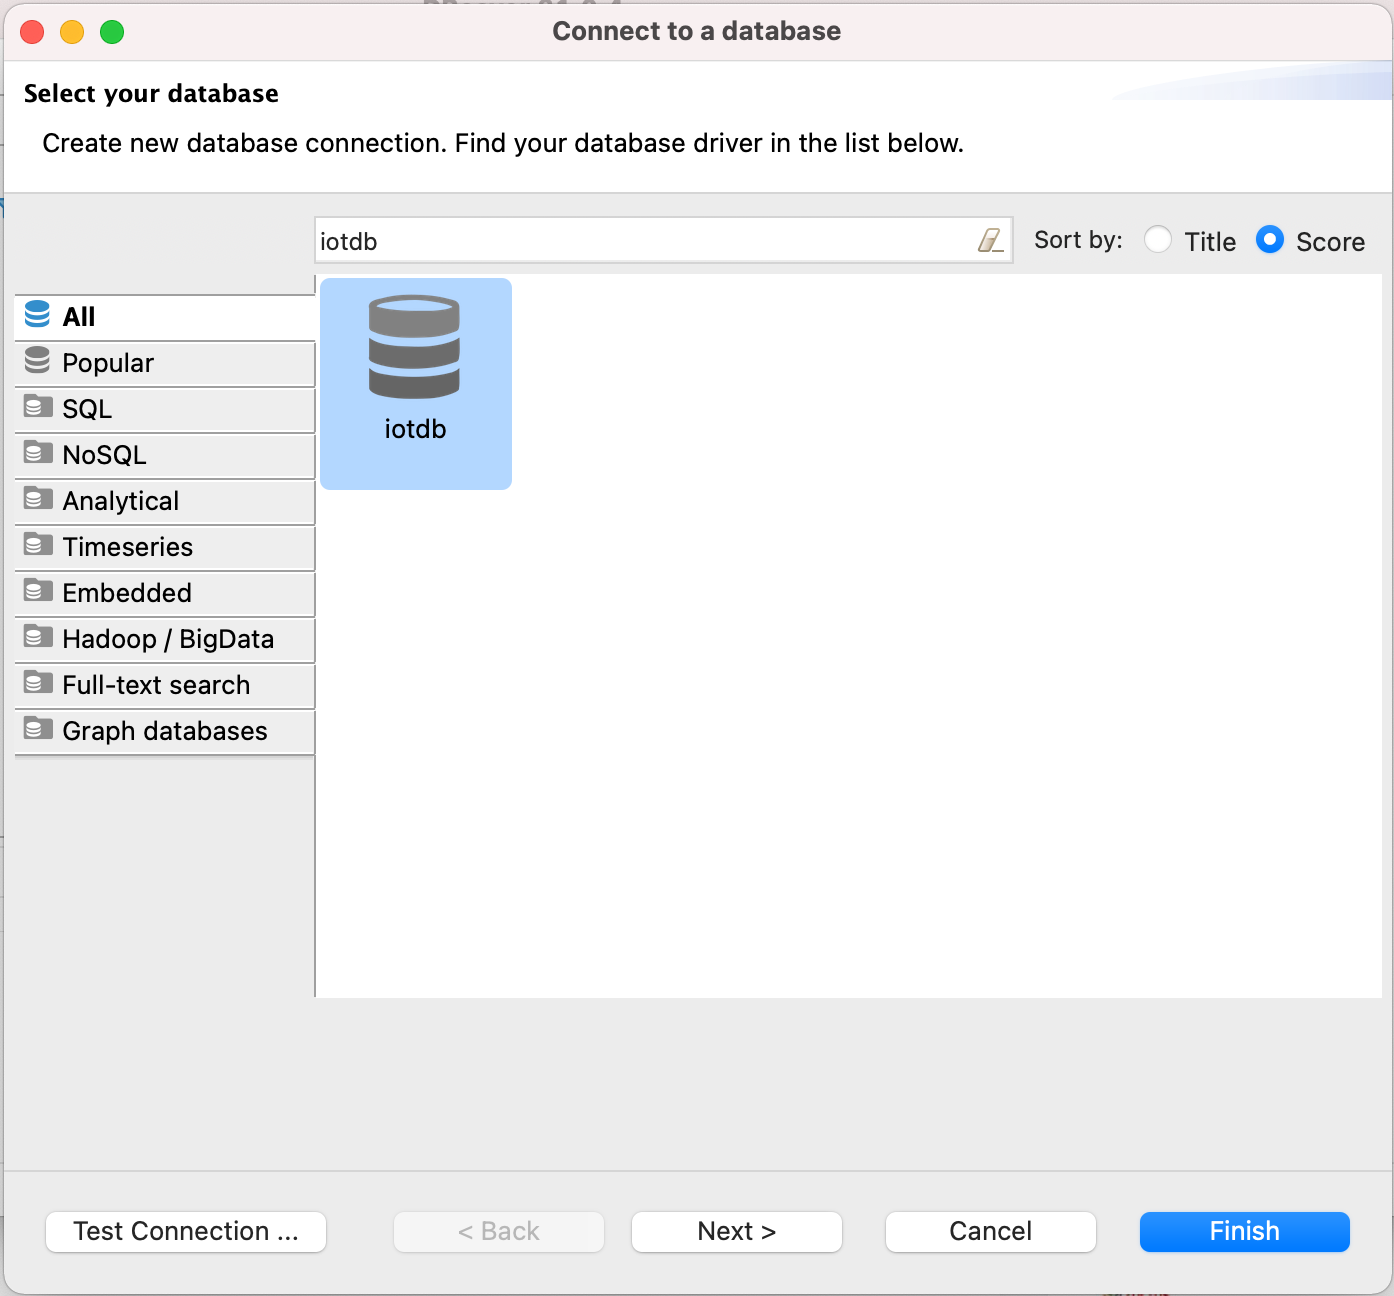 Connect to a database
Select your database
Create new database connection. Find your database driver in the list below.
iotdb
Sort by: Title Score
All
Popular
SQL
NoSQL
Analytical
Timeseries
Embedded
Hadoop / BigData
Full-text search
Graph databases
iotdb
Test Connection ...
< Back
Next >
Cancel
Finish